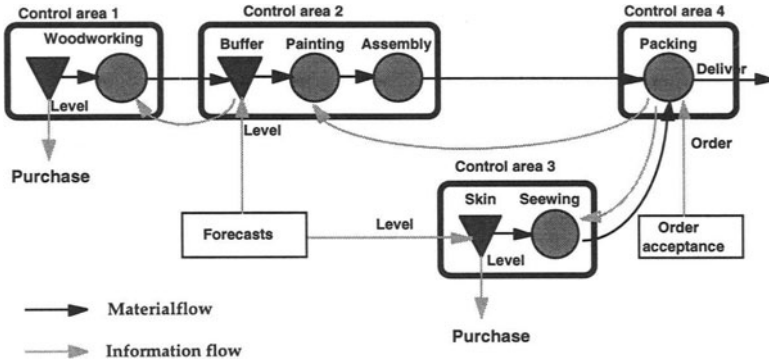 Control area 1
Control area 2
Control area 4
Woodworking
Buffer
Painting
Assembly
Packing
Deliver
Level
Level
Order
Purchase
Control area 3
Skin
Seewing
Forecasts
Level
Order
acceptance
Level
Purchase
Materialflow
Information flow